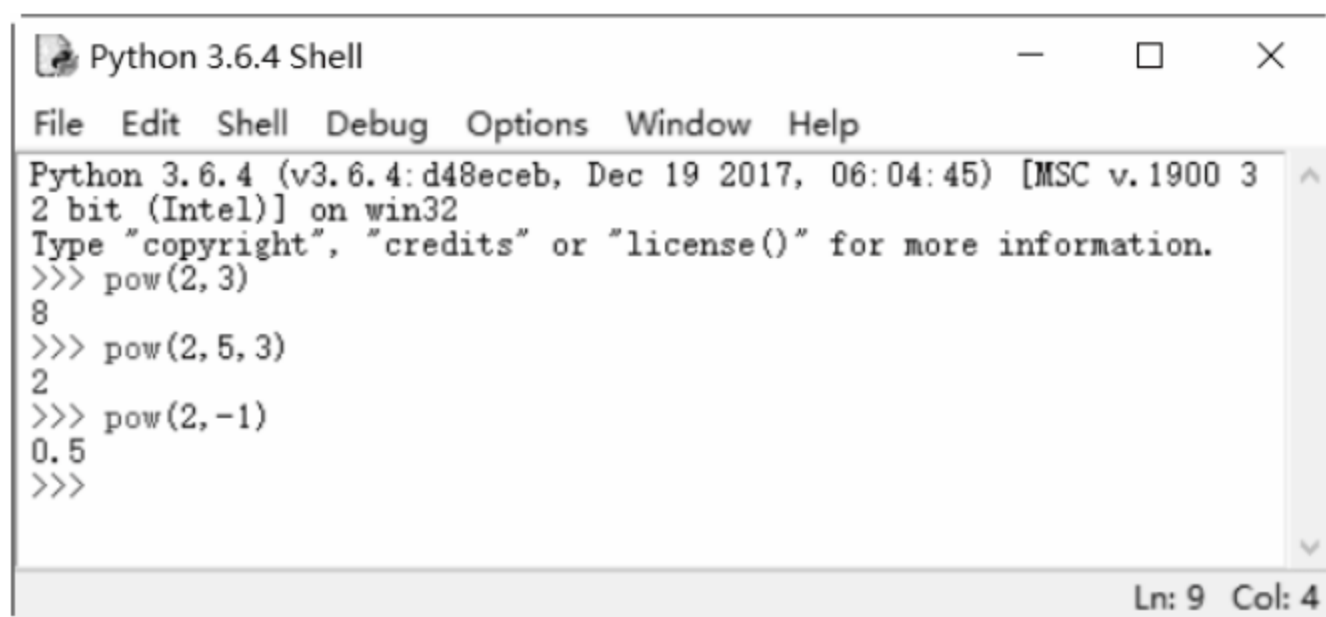 Python 3.6.4 Shell
File Edit Shell Debug Options Window Help
Python 3.6.4 (v3.6.4:d48eceb, Dec 19 2017, 06:04:45) [MSC v.1900 3
2 bit (Intel)] on win32
Type "copyright", "credits" or "license()" for more information.
>>> pow(2,3)
8
>>> pow(2,5,3)
2
>>> pow(2,-1)
0.5
>>>
Ln: 9 Col: 4